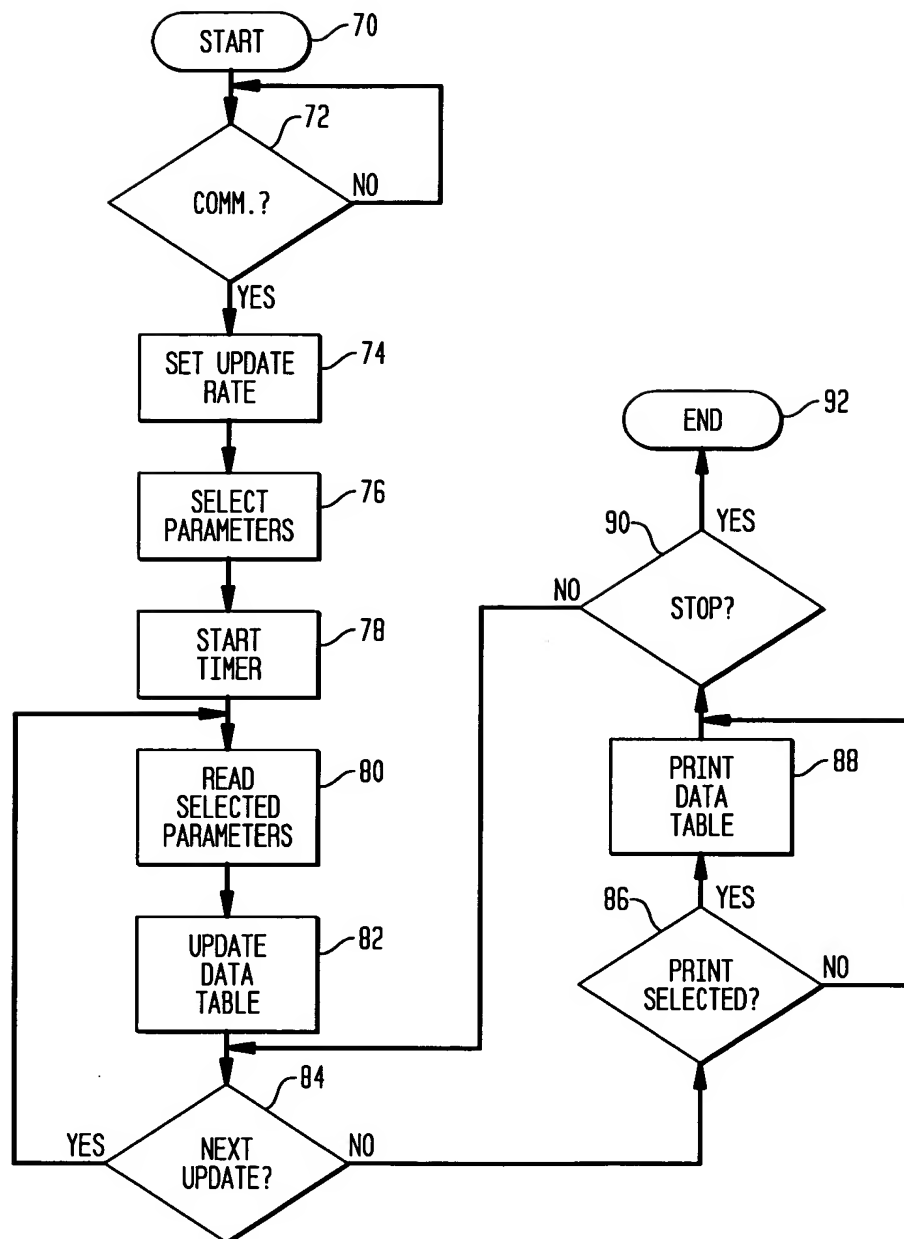 START
70
72
COMM.?
NO
YES
SET UPDATE
RATE
74
SELECT
PARAMETERS
76
START
TIMER
78
READ
SELECTED
PARAMETERS
80
UPDATE
DATA
TABLE
82
84
NEXT
UPDATE?
YES
NO
86
PRINT
SELECTED?
YES
NO
PRINT
DATA
TABLE
88
90
STOP?
NO
YES
END
92